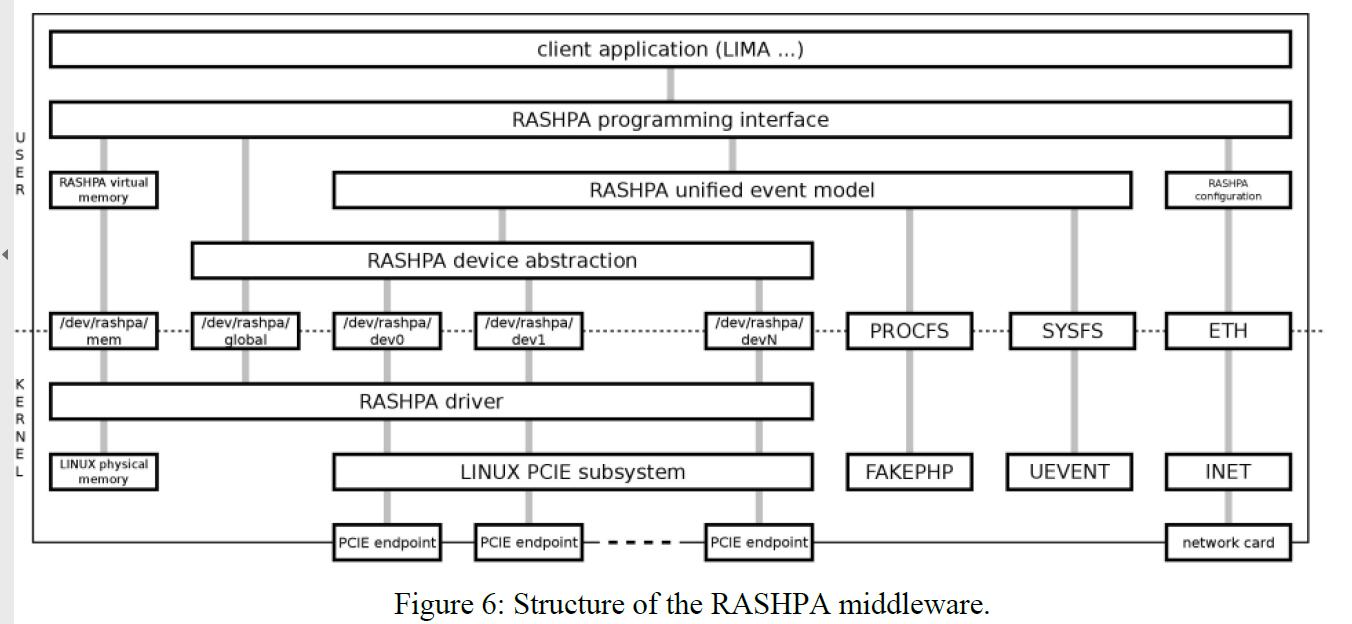 client application (LIMA ...)
RASHPA programming interface
USER
RASHPA virtual
memory
RASHPA unified event model
RASHPA
configuration
RASHPA device abstraction
/dev/rashpa/
mem
/dev/rashpa/
global
/dev/rashpa/
dev0
/dev/rashpa/
dev1
/dev/rashpa/
devN
PROCFS
SYSFS
ETH
KERNEL
RASHPA driver
LINUX physical
memory
LINUX PCIE subsystem
FAKEPHP
UEVENT
INET
PCIE endpoint
PCIE endpoint
PCIE endpoint
network card
Figure 6: Structure of the RASHPA middleware.